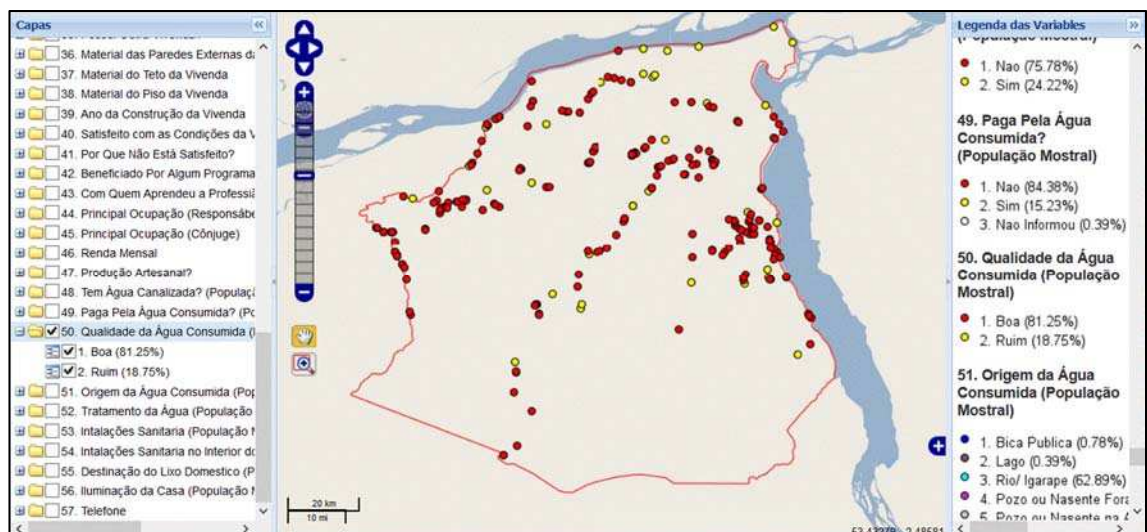 Capas
36. Material das Paredes Externas da
37. Material do Teto da Vivenda
38. Material do Piso da Vivenda
39. Ano da Construção da Vivenda
40. Satisfeito com as Condições da V
41. Por Que Não Está Satisfeito?
42. Beneficiado Por Algum Programa
43. Com Quem Aprendeu a Professiã
44. Principal Ocupação (Responsábe
45. Principal Ocupação (Cônjuge)
46. Renda Mensal
47. Produção Artesanal?
48. Tem Água Canalizada? (Populaç
49. Paga Pela Água Consumida? (Po
50. Qualidade da Água Consumida (
1. Boa (81.25%)
2. Ruim (18.75%)
51. Origem da Água Consumida (Pop
52. Tratamento da Água (População
53. Intalações Sanitaria (População M
54. Intalações Sanitaria no Interior do
55. Destinação do Lixo Domestico (P
56. Iluminação da Casa (População M
57. Telefone
20 km
10 mi
Legenda das Variables
(População Mostral)
1. Nao (75.78%)
2. Sim (24.22%)
49. Paga Pela Água
Consumida?
(População Mostral)
1. Nao (84.38%)
2. Sim (15.23%)
3. Nao Informou (0.39%)
50. Qualidade da Água
Consumida (População
Mostral)
1. Boa (81.25%)
2. Ruim (18.75%)
51. Origem da Água
Consumida (População
Mostral)
1. Bica Publica (0.78%)
2. Lago (0.39%)
3. Rio/ Igarape (62.89%)
4. Pozo ou Nasente Fora
5. Pozo ou Nasente na A